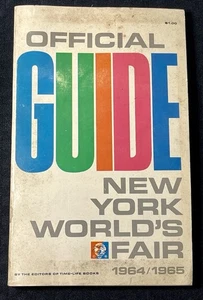 $1.00
OFFICIAL
GUIDE
NEW
YORK
WORLD'S
FAIR
1964/1965
BY THE EDITORS OF TIME-LIFE BOOKS